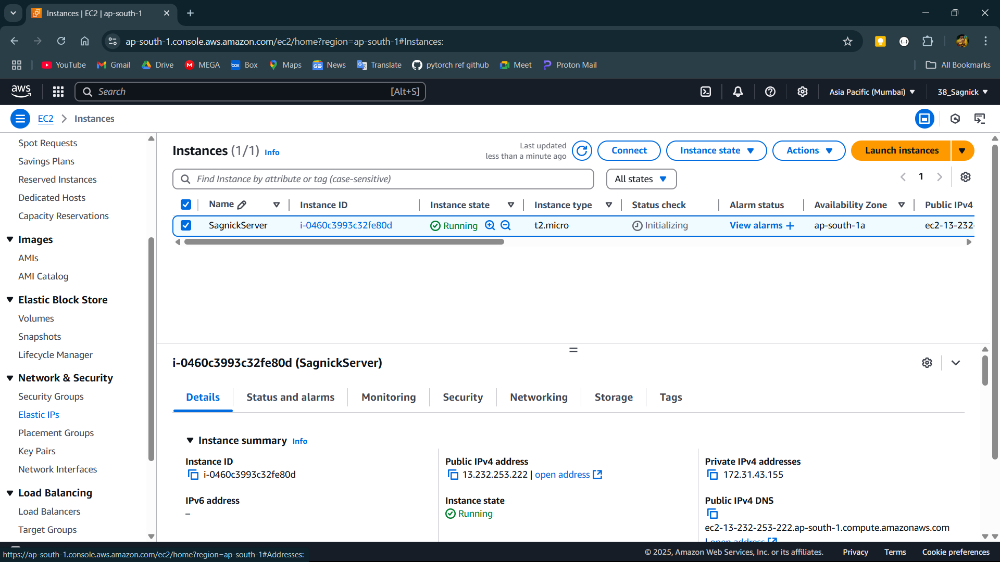 Instances | EC2 | ap-south-1
ap-south-1.console.aws.amazon.com/ec2/home?region=ap-south-1#Instances:
YouTube Gmail Drive MEGA Box Maps News Translate pytorch ref github Meet Proton Mail All Bookmarks
aws Search [Alt+S] Asia Pacific (Mumbai) 38_Sagnick
EC2 Instances
Spot Requests
Savings Plans
Reserved Instances
Dedicated Hosts
Capacity Reservations
Images
AMIs
AMI Catalog
Elastic Block Store
Volumes
Snapshots
Lifecycle Manager
Network & Security
Security Groups
Elastic IPs
Placement Groups
Key Pairs
Network Interfaces
Load Balancing
Load Balancers
Target Groups
Instances (1/1) Info
Last updated
less than a minute ago
Connect Instance state Actions Launch instances
Find Instance by attribute or tag (case-sensitive) All states 1
Name Instance ID Instance state Instance type Status check Alarm status Availability Zone Public IPv4
SagnickServer i-0460c3993c32fe80d Running t2.micro Initializing View alarms + ap-south-1a ec2-13-232-
i-0460c3993c32fe80d (SagnickServer)
Details Status and alarms Monitoring Security Networking Storage Tags
Instance summary Info
Instance ID
i-0460c3993c32fe80d
Public IPv4 address
13.232.253.222 | open address
Private IPv4 addresses
172.31.43.155
IPv6 address
–
Instance state
Running
Public IPv4 DNS
ec2-13-232-253-222.ap-south-1.compute.amazonaws.com
| open address
https://ap-south-1.console.aws.amazon.com/ec2/home?region=ap-south-1#Addresses:
© 2025, Amazon Web Services, Inc. or its affiliates. Privacy Terms Cookie preferences